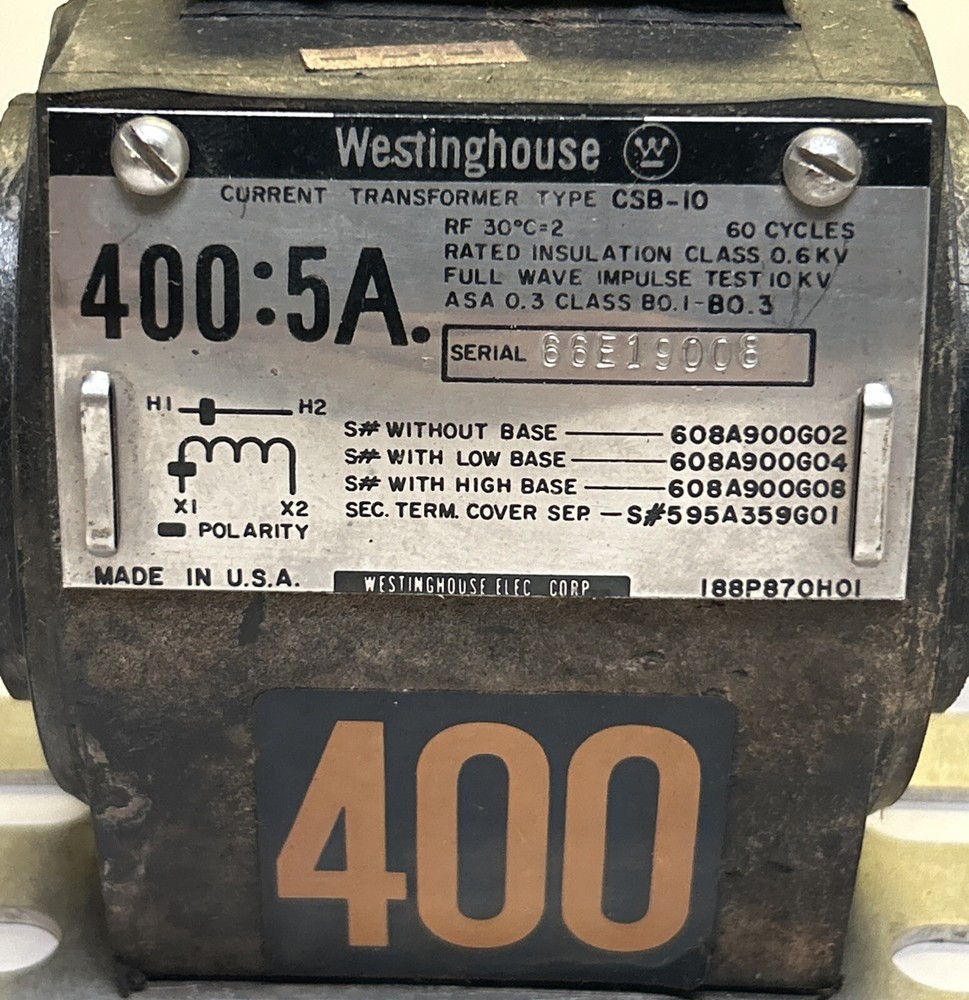 Westinghouse W
CURRENT TRANSFORMER TYPE CSB-10
400:5A.
RF 30°C=2 60 CYCLES
RATED INSULATION CLASS 0.6KV
FULL WAVE IMPULSE TEST 10 KV
ASA 0.3 CLASS B0.1-B0.3
SERIAL 66E19008
H1 H2
X1 X2
POLARITY
S# WITHOUT BASE 608A900G02
S# WITH LOW BASE 608A900G04
S# WITH HIGH BASE 608A900G08
SEC. TERM. COVER SEP. — S#595A359G01
MADE IN U.S.A. WESTINGHOUSE ELEC. CORP. 188P870H01
400